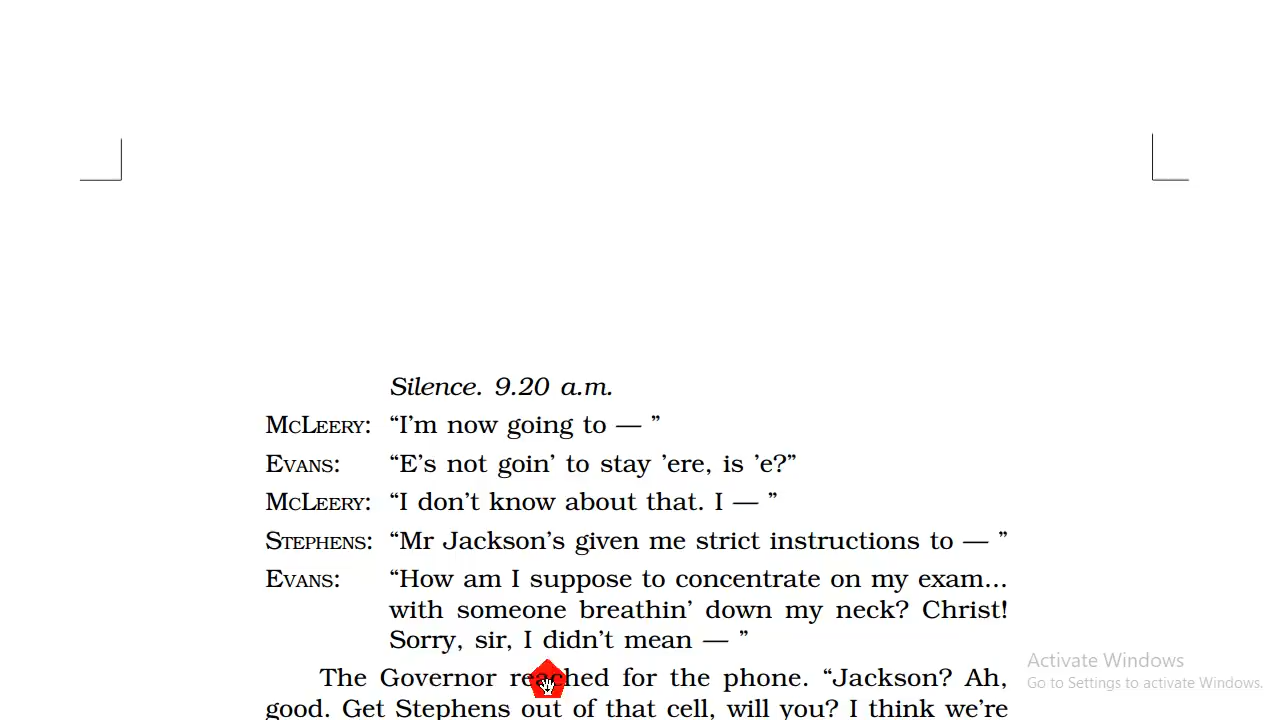 Silence. 9.20 a.m.
MCLEERY: “I’m now going to — ”
EVANS: “E’s not goin’ to stay ’ere, is ’e?”
MCLEERY: “I don’t know about that. I — ”
STEPHENS: “Mr Jackson’s given me strict instructions to — ”
EVANS: “How am I suppose to concentrate on my exam...
with someone breathin’ down my neck? Christ!
Sorry, sir, I didn’t mean — ”
The Governor reached for the phone. “Jackson? Ah,
good. Get Stephens out of that cell, will you? I think we’re
Activate Windows
Go to Settings to activate Windows.